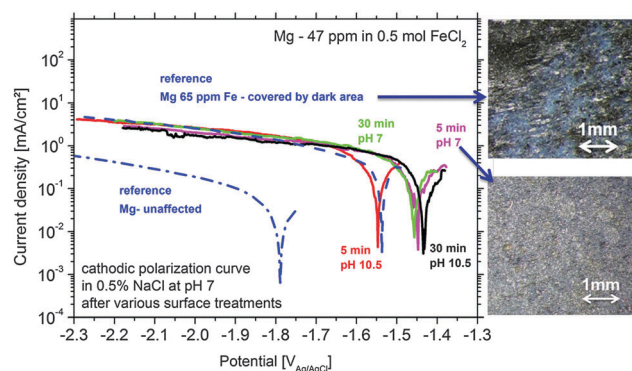 Mg - 47 ppm in 0.5 mol FeCl₂
reference
Mg 65 ppm Fe - covered by dark area
30 min
pH 7
5 min
pH 7
reference
Mg- unaffected
5 min
pH 10.5
30 min
pH 10.5
cathodic polarization curve
in 0.5% NaCl at pH 7
after various surface treatments
Current density [mA/cm²]
10²
10¹
10⁰
10⁻¹
10⁻²
10⁻³
10⁻⁴
-2.3 -2.2 -2.1 -2.0 -1.9 -1.8 -1.7 -1.6 -1.5 -1.4 -1.3
Potential [V_Ag/AgCl]
1mm
1mm